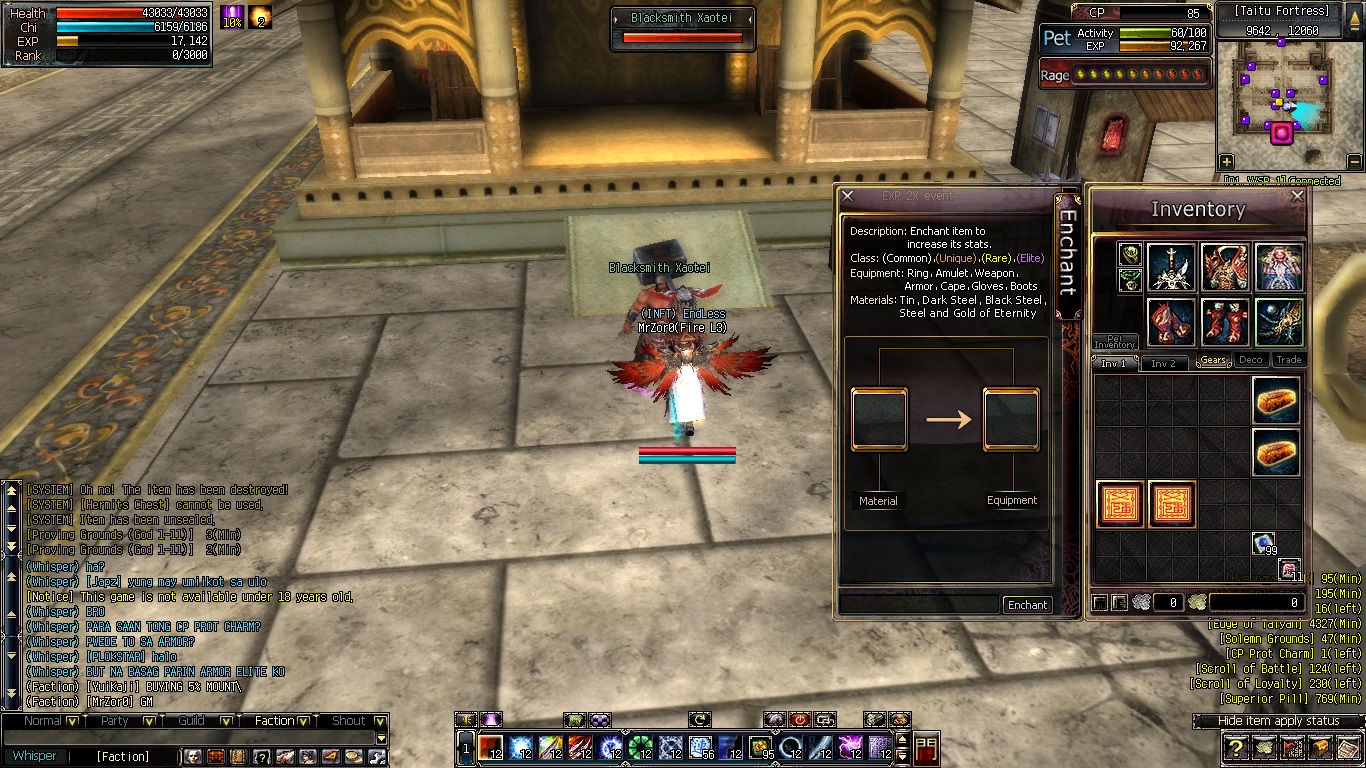 Health 43033/43033
Chi 6159/6186
EXP 17,142
Rank 0/3000
10%
2
Blacksmith Xaotei
CP 85
Pet Activity 60/100
EXP 92,267
Rage
[Taitu Fortress]
9642 , 12060
Connected
EXP 2X event
Enchant
Description: Enchant item to
increase its stats.
Class: (Common),(Unique),(Rare),(Elite)
Equipment: Ring, Amulet, Weapon,
Armor, Cape, Gloves, Boots
Materials: Tin, Dark Steel, Black Steel,
Steel and Gold of Eternity
Material
Equipment
Enchant
Inventory
Pet
Inventory
Inv 1 Inv 2 Gears Deco Trade
99
11
0 0
Blacksmith Xaotei
(INFT) EndLess
MrZor0(Fire L3)
[SYSTEM] Oh no! The item has been destroyed!
[SYSTEM] [Hermits Chest] cannot be used.
[SYSTEM] Item has been unsealed.
[Proving Grounds (God 1-11)] 3(Min)
[Proving Grounds (God 1-11)] 2(Min)
(Whisper) ha?
(Whisper) [Japz] yung may umiikot sa ulo
[Notice] This game is not available under 18 years old.
(Whisper) BRO
(Whisper) PARA SAAN TONG CP PROT CHARM?
(Whisper) PWEDE TO SA ARMOR?
(Whisper) [PLOKSTAR] halo
(Whisper) BUT NA BASAG PARIN ARMOR ELITE KO
(Faction) [YuiKaji] BUYING 5% MOUNT\
(Faction) [MrZor0] GM
95(Min)
195(Min)
16(left)
[Edge of Taiyan] 4327(Min)
[Solemn Grounds] 47(Min)
[CP Prot Charm] 1(left)
[Scroll of Battle] 124(left)
[Scroll of Loyalty] 230(left)
[Superior Pill] 769(Min)
Hide item apply status
Normal Party Guild Faction Shout
Whisper [Faction]
1 12 12 12 12 12 12 12 56 12 95 12 12 12 12